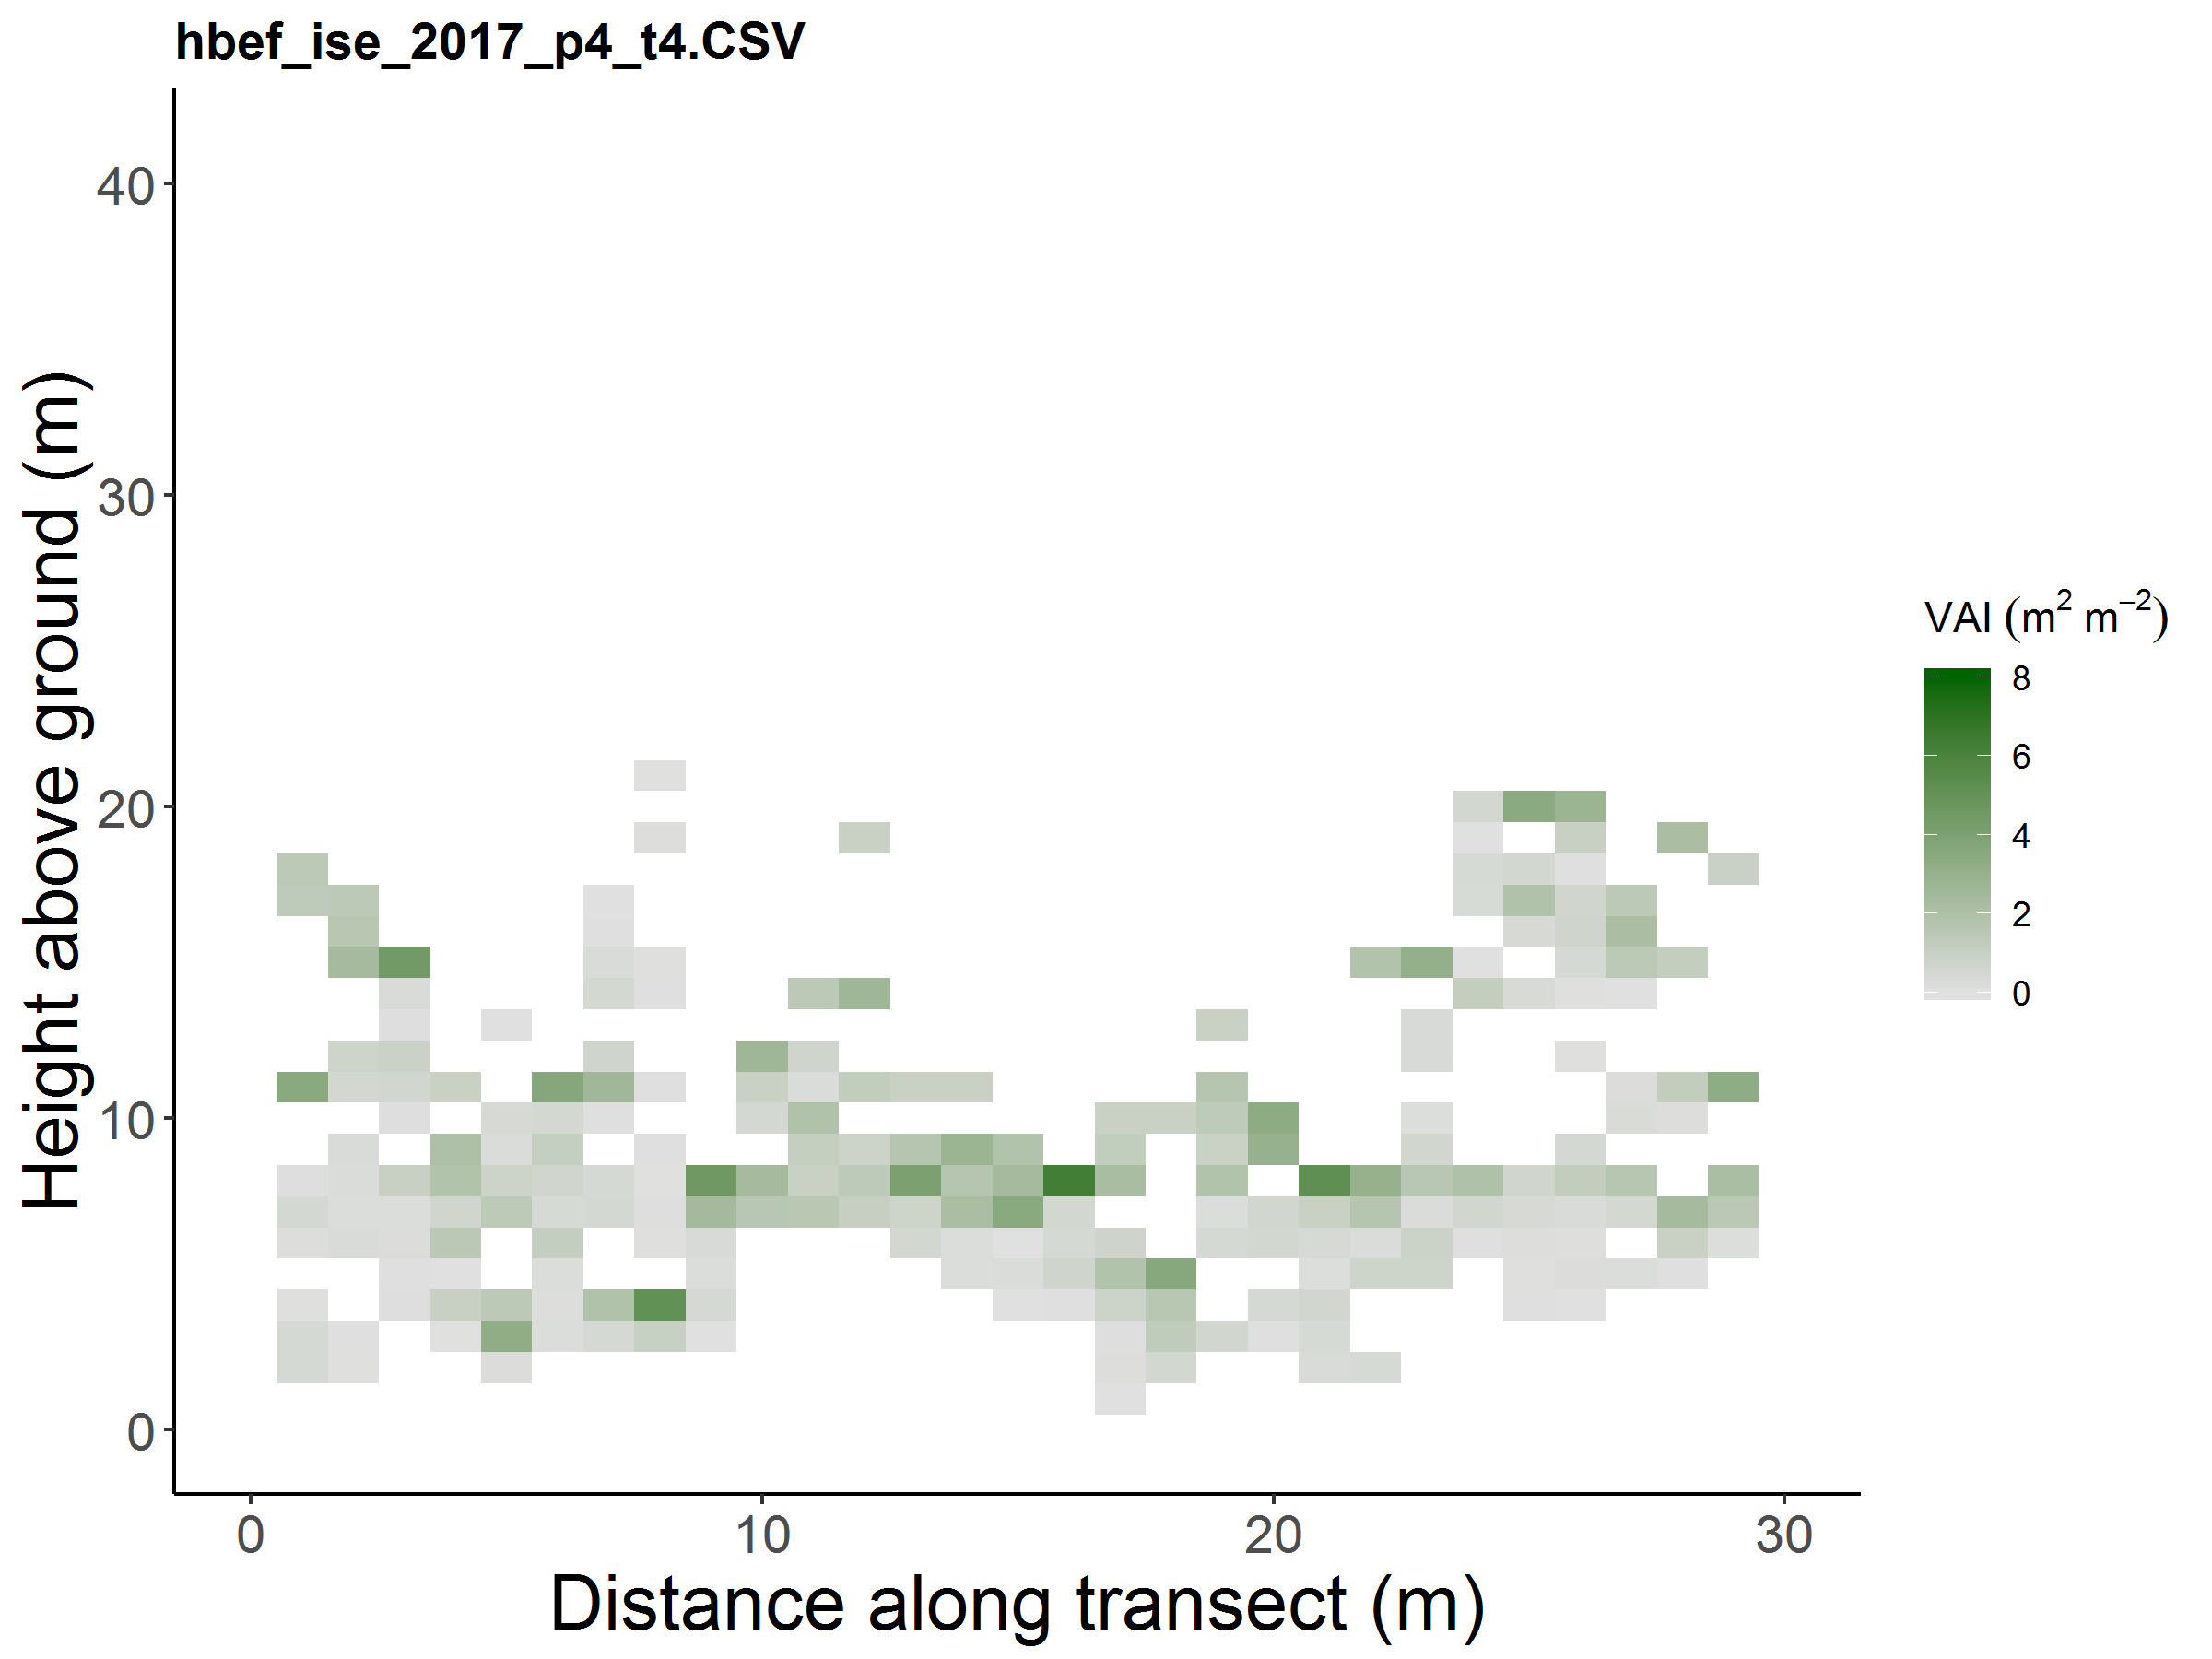 hbef_ise_2017_p4_t4.CSV
Height above ground (m)
40
30
20
10
0
0 10 20 30
Distance along transect (m)
VAI (m² m⁻²)
8
6
4
2
0